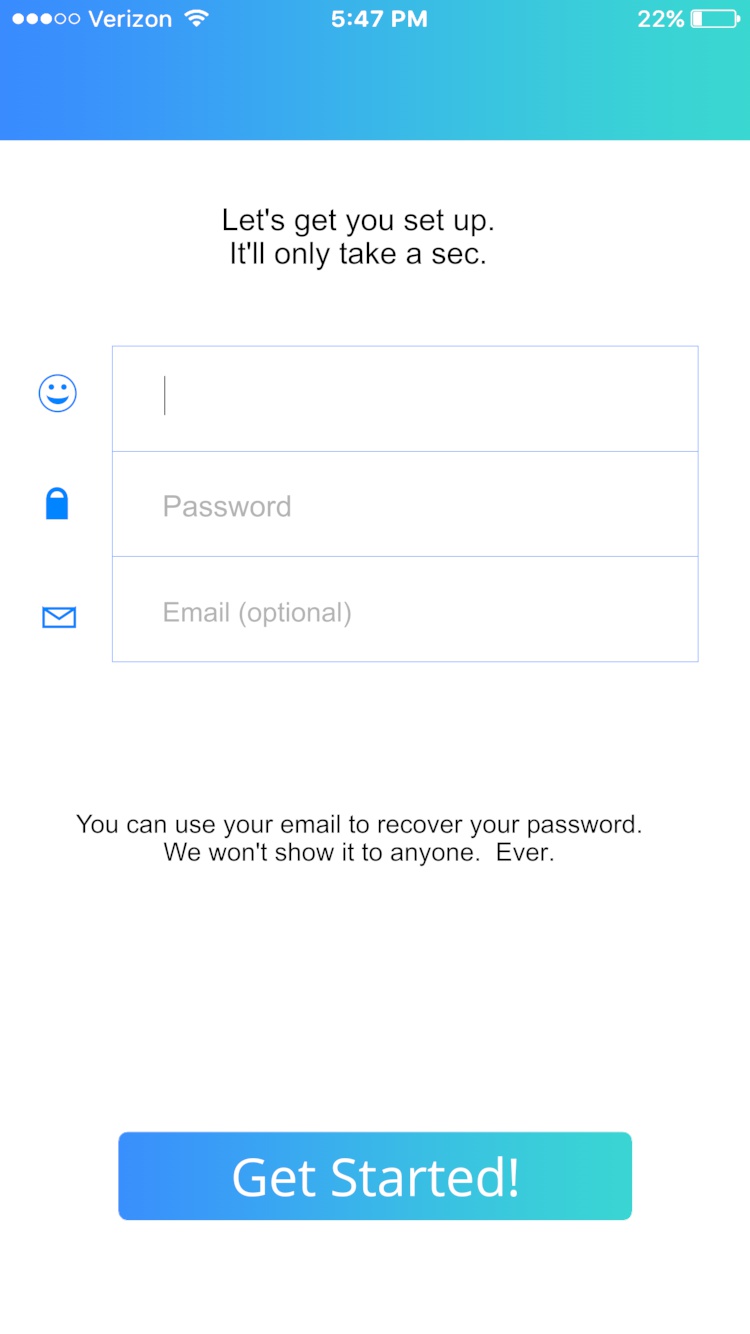 Verizon 5:47 PM 22%
Let's get you set up.
It'll only take a sec.
Password
Email (optional)
You can use your email to recover your password.
We won't show it to anyone.  Ever.
Get Started!